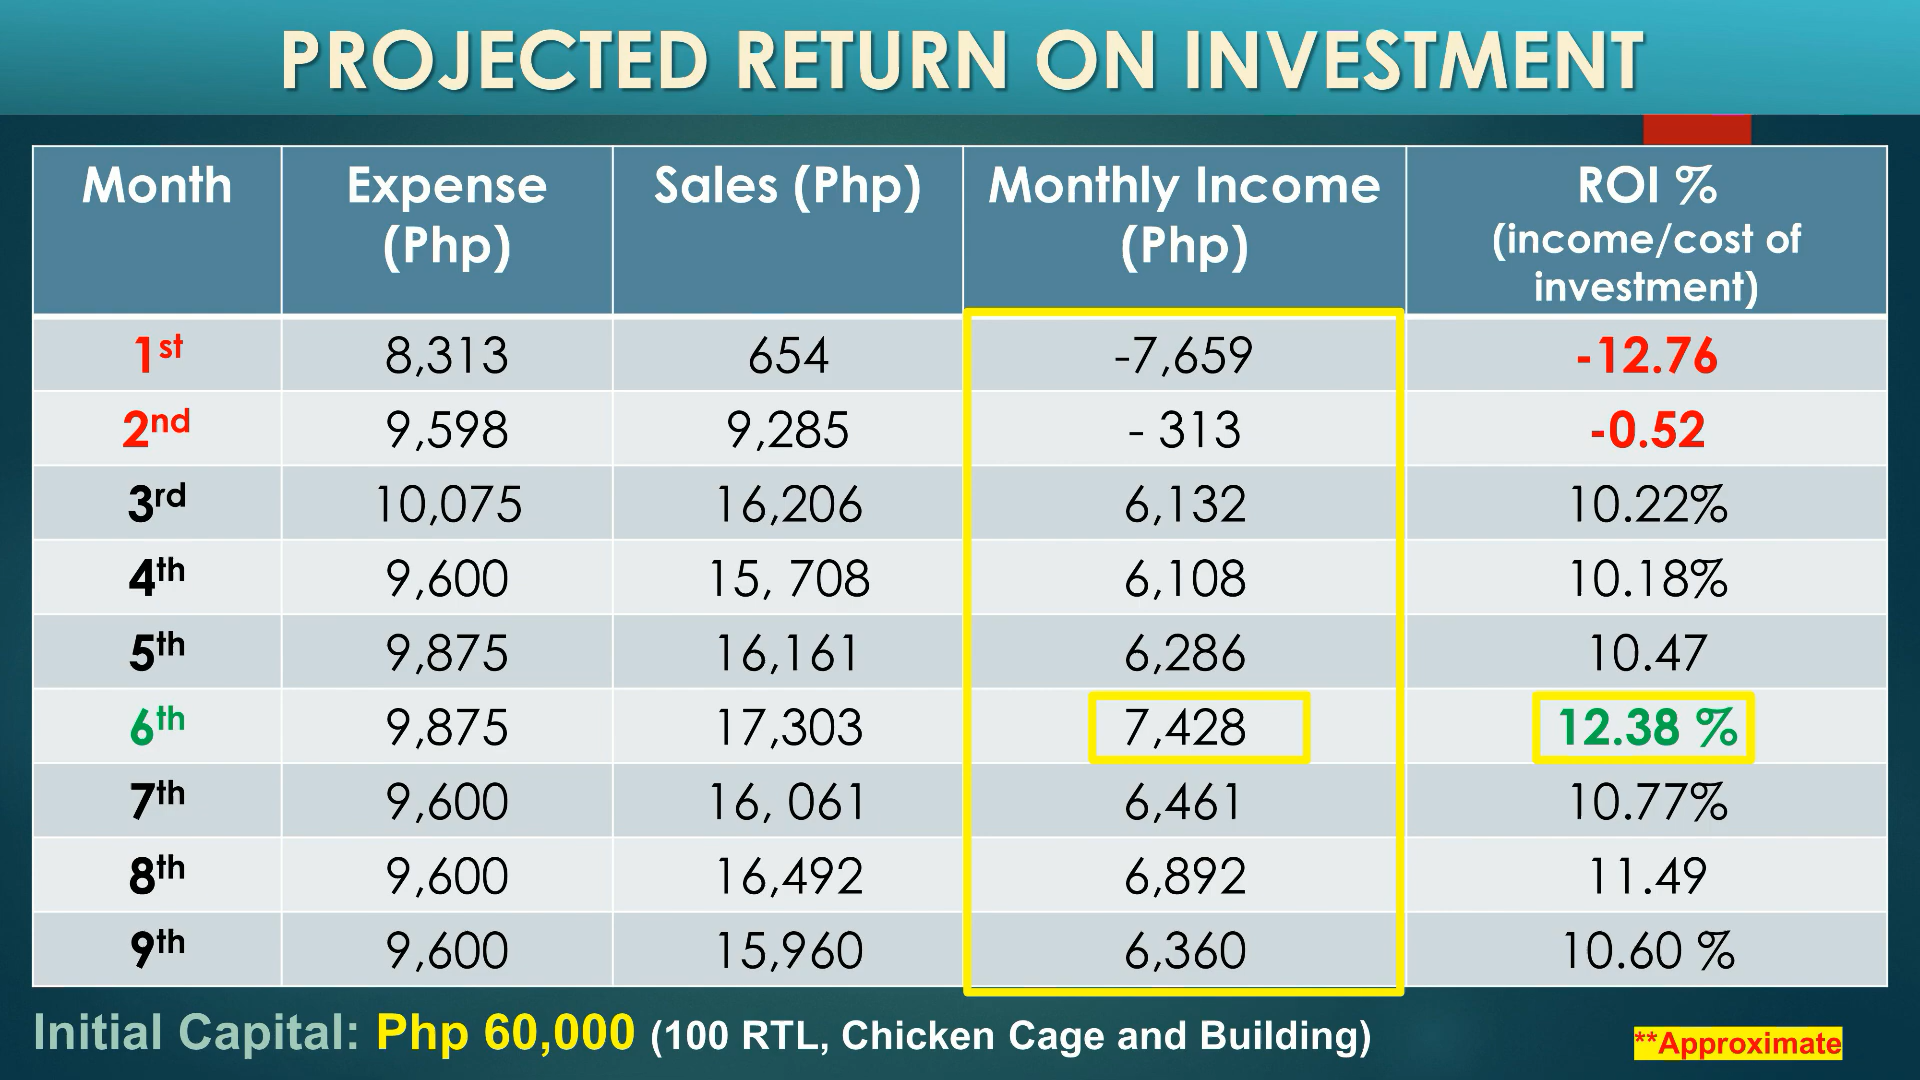 PROJECTED RETURN ON INVESTMENT
Month Expense (Php) Sales (Php) Monthly Income (Php) ROI % (income/cost of investment)
1st 8,313 654 -7,659 -12.76
2nd 9,598 9,285 - 313 -0.52
3rd 10,075 16,206 6,132 10.22%
4th 9,600 15, 708 6,108 10.18%
5th 9,875 16,161 6,286 10.47
6th 9,875 17,303 7,428 12.38 %
7th 9,600 16, 061 6,461 10.77%
8th 9,600 16,492 6,892 11.49
9th 9,600 15,960 6,360 10.60 %
Initial Capital: Php 60,000 (100 RTL, Chicken Cage and Building)
**Approximate